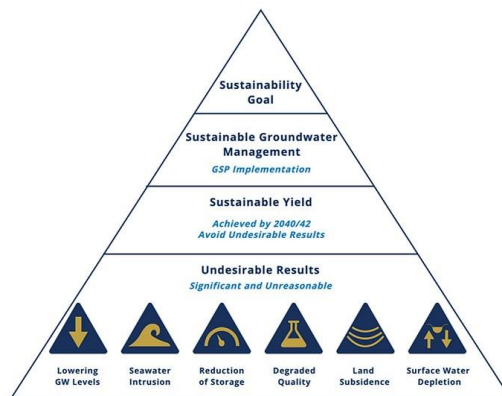 Sustainability
Goal
Sustainable Groundwater
Management
GSP Implementation
Sustainable Yield
Achieved by 2040/42
Avoid Undesirable Results
Undesirable Results
Significant and Unreasonable
Lowering
GW Levels
Seawater
Intrusion
Reduction
of Storage
Degraded
Quality
Land
Subsidence
Surface Water
Depletion